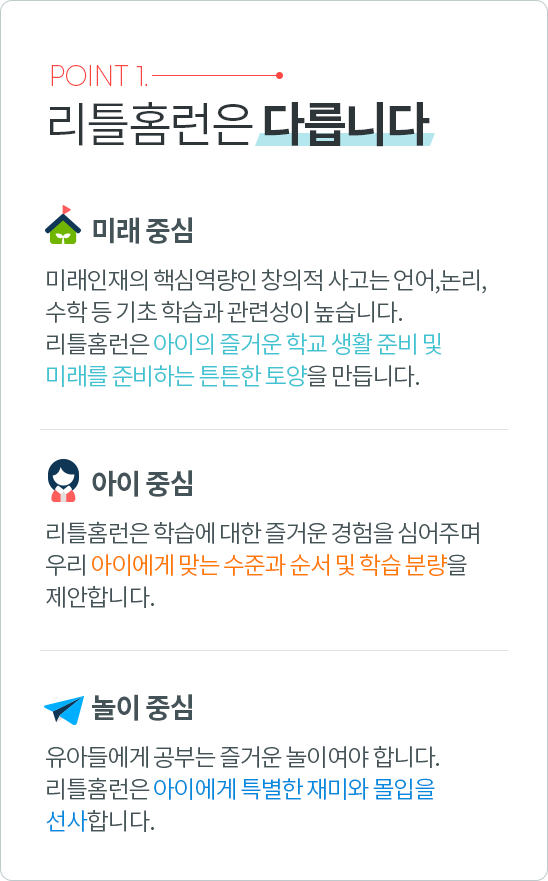 POINT 1.
리틀홈런은 다릅니다
미래 중심
미래인재의 핵심역량인 창의적 사고는 언어,논리,
수학 등 기초 학습과 관련성이 높습니다.
리틀홈런은 아이의 즐거운 학교 생활 준비 및
미래를 준비하는 튼튼한 토양을 만듭니다.
아이 중심
리틀홈런은 학습에 대한 즐거운 경험을 심어주며
우리 아이에게 맞는 수준과 순서 및 학습 분량을
제안합니다.
놀이 중심
유아들에게 공부는 즐거운 놀이여야 합니다.
리틀홈런은 아이에게 특별한 재미와 몰입을
선사합니다.